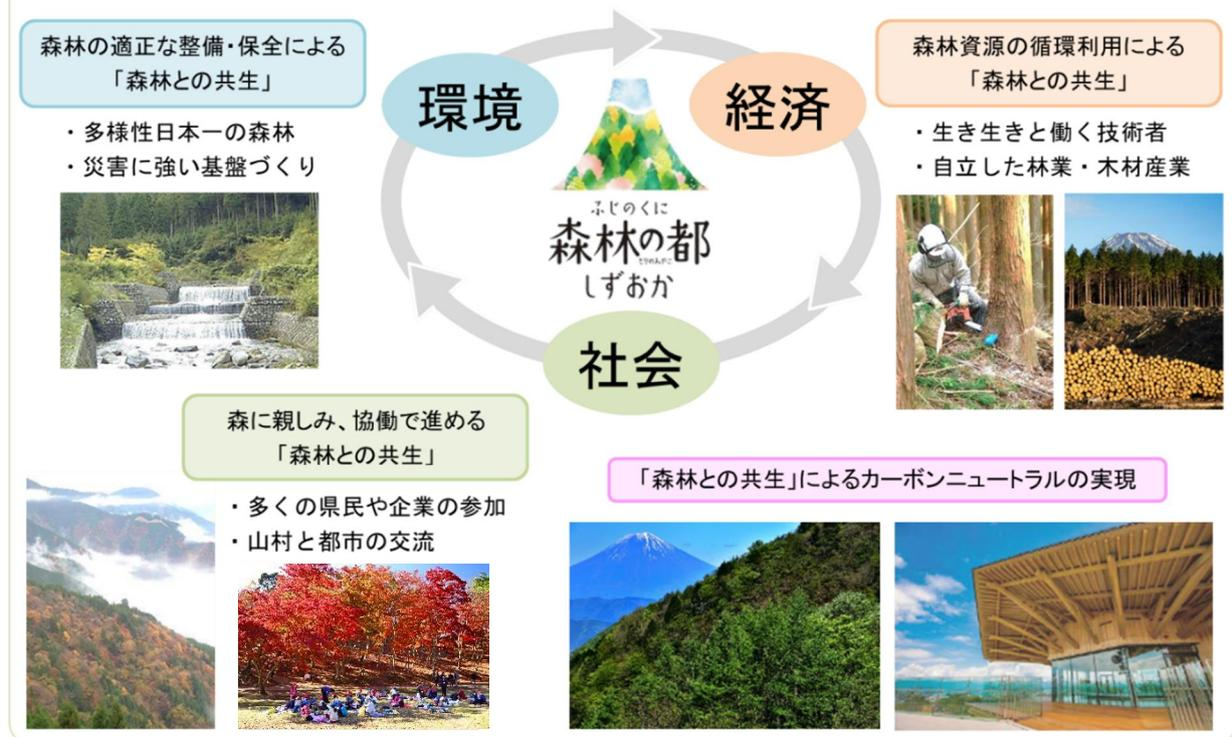 森林の適正な整備・保全による
「森林との共生」
・多様性日本一の森林
・災害に強い基盤づくり
環境
経済
森林資源の循環利用による
「森林との共生」
・生き生きと働く技術者
・自立した林業・木材産業
ふじのくに
森林の都
もりのみやこ
しずおか
社会
森に親しみ、協働で進める
「森林との共生」
・多くの県民や企業の参加
・山村と都市の交流
「森林との共生」によるカーボンニュートラルの実現